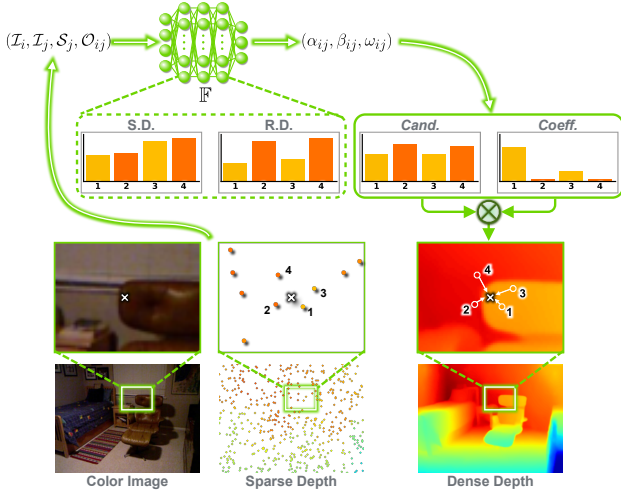 (ℐᵢ, ℐⱼ, 𝒮ⱼ, 𝒪ᵢⱼ)
(αᵢⱼ, βᵢⱼ, ωᵢⱼ)
𝔽
S.D.
R.D.
Cand.
Coeff.
1 2 3 4
1 2 3 4
1 2 3 4
1 2 3 4
4
3
2
1
4
3
2
1
Color Image
Sparse Depth
Dense Depth